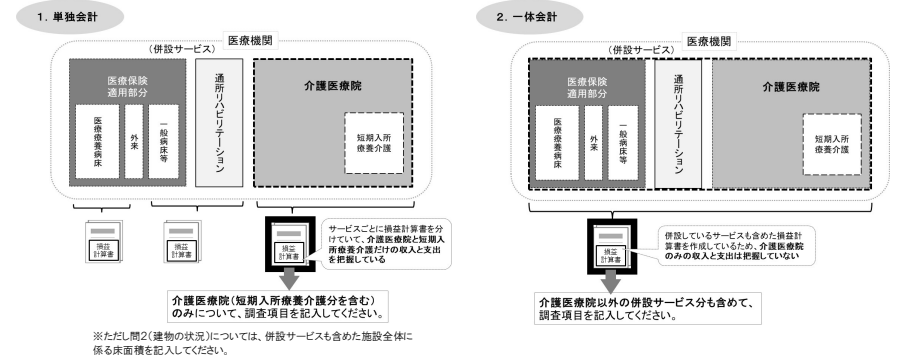 1．単独会計
医療機関
（併設サービス）
医療保険
適用部分
医療療養病床
外来
一般病床等
通所リハビリテーション
介護医療院
短期入所
療養介護
損益
計算書
損益
計算書
損益
計算書
サービスごとに損益計算書を分
けていて、介護医療院と短期入
所療養介護だけの収入と支出
を把握している
介護医療院（短期入所療養介護分を含む）
のみについて、調査項目を記入してください。
※ただし問2（建物の状況）については、併設サービスも含めた施設全体に
係る床面積を記入してください。
2．一体会計
医療機関
（併設サービス）
医療保険
適用部分
医療療養病床
外来
一般病床等
通所リハビリテーション
介護医療院
短期入所
療養介護
損益
計算書
併設しているサービスも含めた損益計
算書を作成しているため、介護医療院
のみの収入と支出は把握していない
介護医療院以外の併設サービス分も含めて、
調査項目を記入してください。